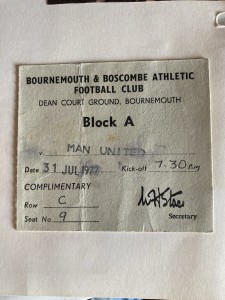 BOURNEMOUTH & BOSCOMBE ATHLETIC
FOOTBALL CLUB
DEAN COURT GROUND, BOURNEMOUTH
Block A
v. MAN UNITED
Date 31 JUL 1972 Kick-off 7.30 p.m.
COMPLIMENTARY
Row C
Seat No. 9
Secretary